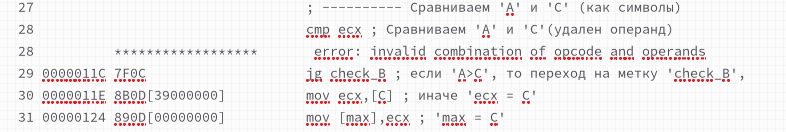 27 ; ---------- Сравниваем 'A' и 'C' (как символы)
28 cmp ecx ; Сравниваем 'A' и 'C'(удален операнд)
28 ****************** error: invalid combination of opcode and operands
29 0000011C 7F0C jg check_B ; если 'A>C', то переход на метку 'check_B',
30 0000011E 8B0D[39000000] mov ecx,[C] ; иначе 'ecx = C'
31 00000124 890D[00000000] mov [max],ecx ; 'max = C'